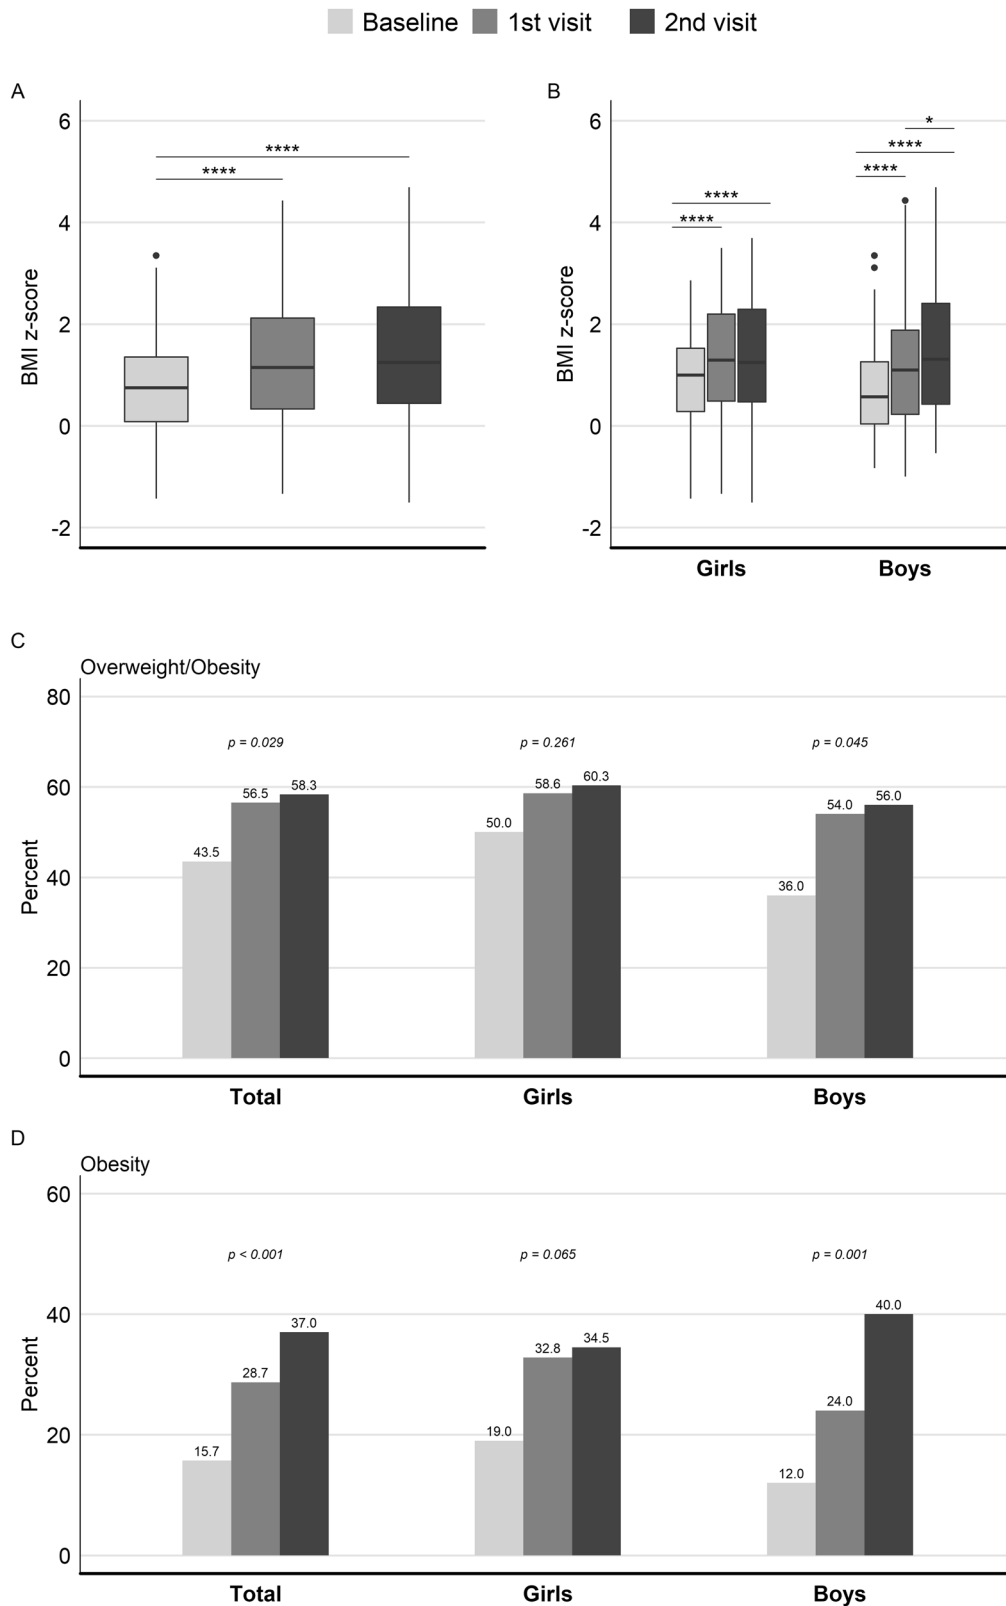 Baseline 1st visit 2nd visit
A
BMI z-score
6
4
2
0
-2
****
****
B
BMI z-score
6
4
2
0
-2
****
****
*
****
****
Girls Boys
C
Overweight/Obesity
Percent
80
60
40
20
0
p = 0.029 p = 0.261 p = 0.045
43.5 56.5 58.3 50.0 58.6 60.3 36.0 54.0 56.0
Total Girls Boys
D
Obesity
Percent
60
40
20
0
p < 0.001 p = 0.065 p = 0.001
15.7 28.7 37.0 19.0 32.8 34.5 12.0 24.0 40.0
Total Girls Boys